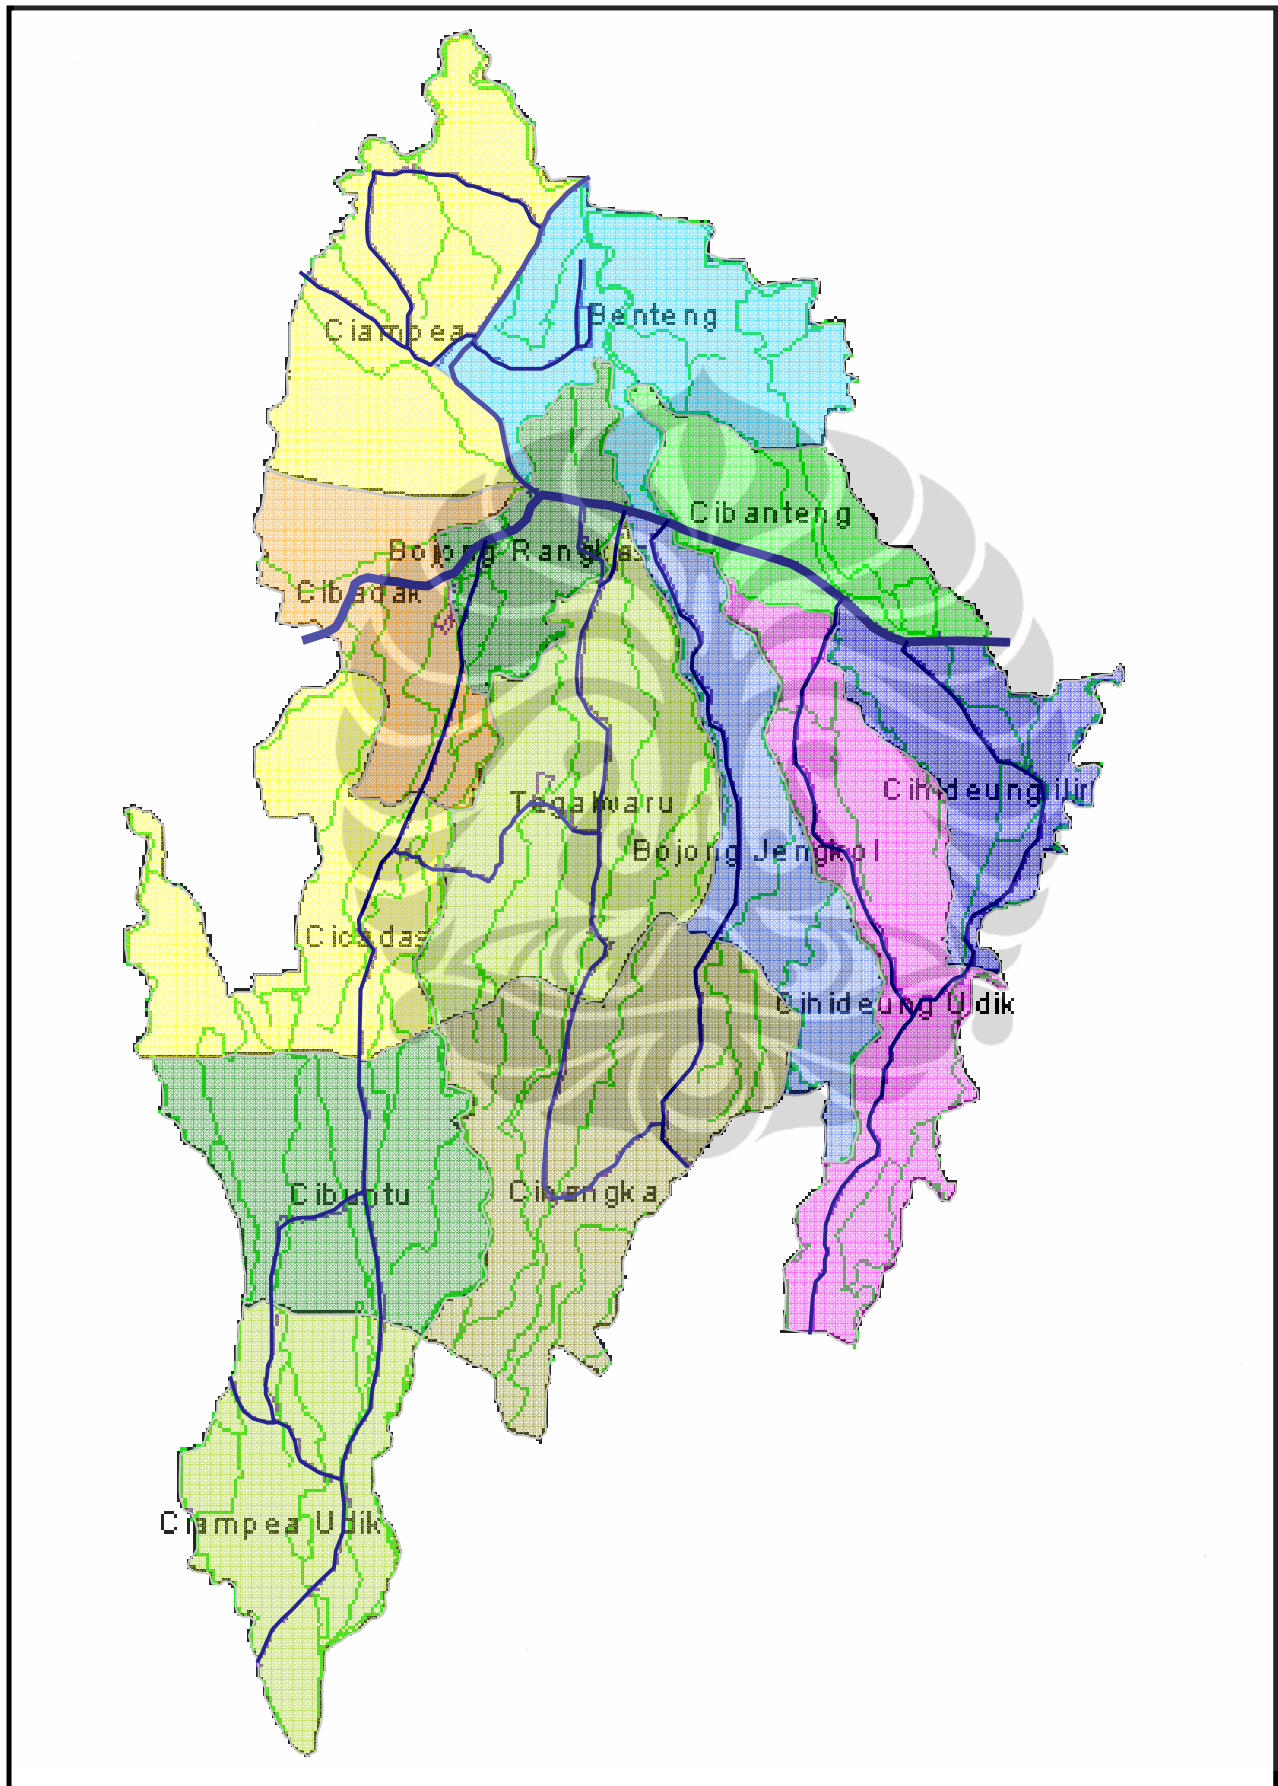 Benteng
Ciampea
Cibanteng
Bojong Rangkas
Cibadak
Cihideung ilir
Tegalwaru
Bojong Jengkol
Cicadas
Cihideung Udik
Cibuntu
Cinangka
Ciampea Udik